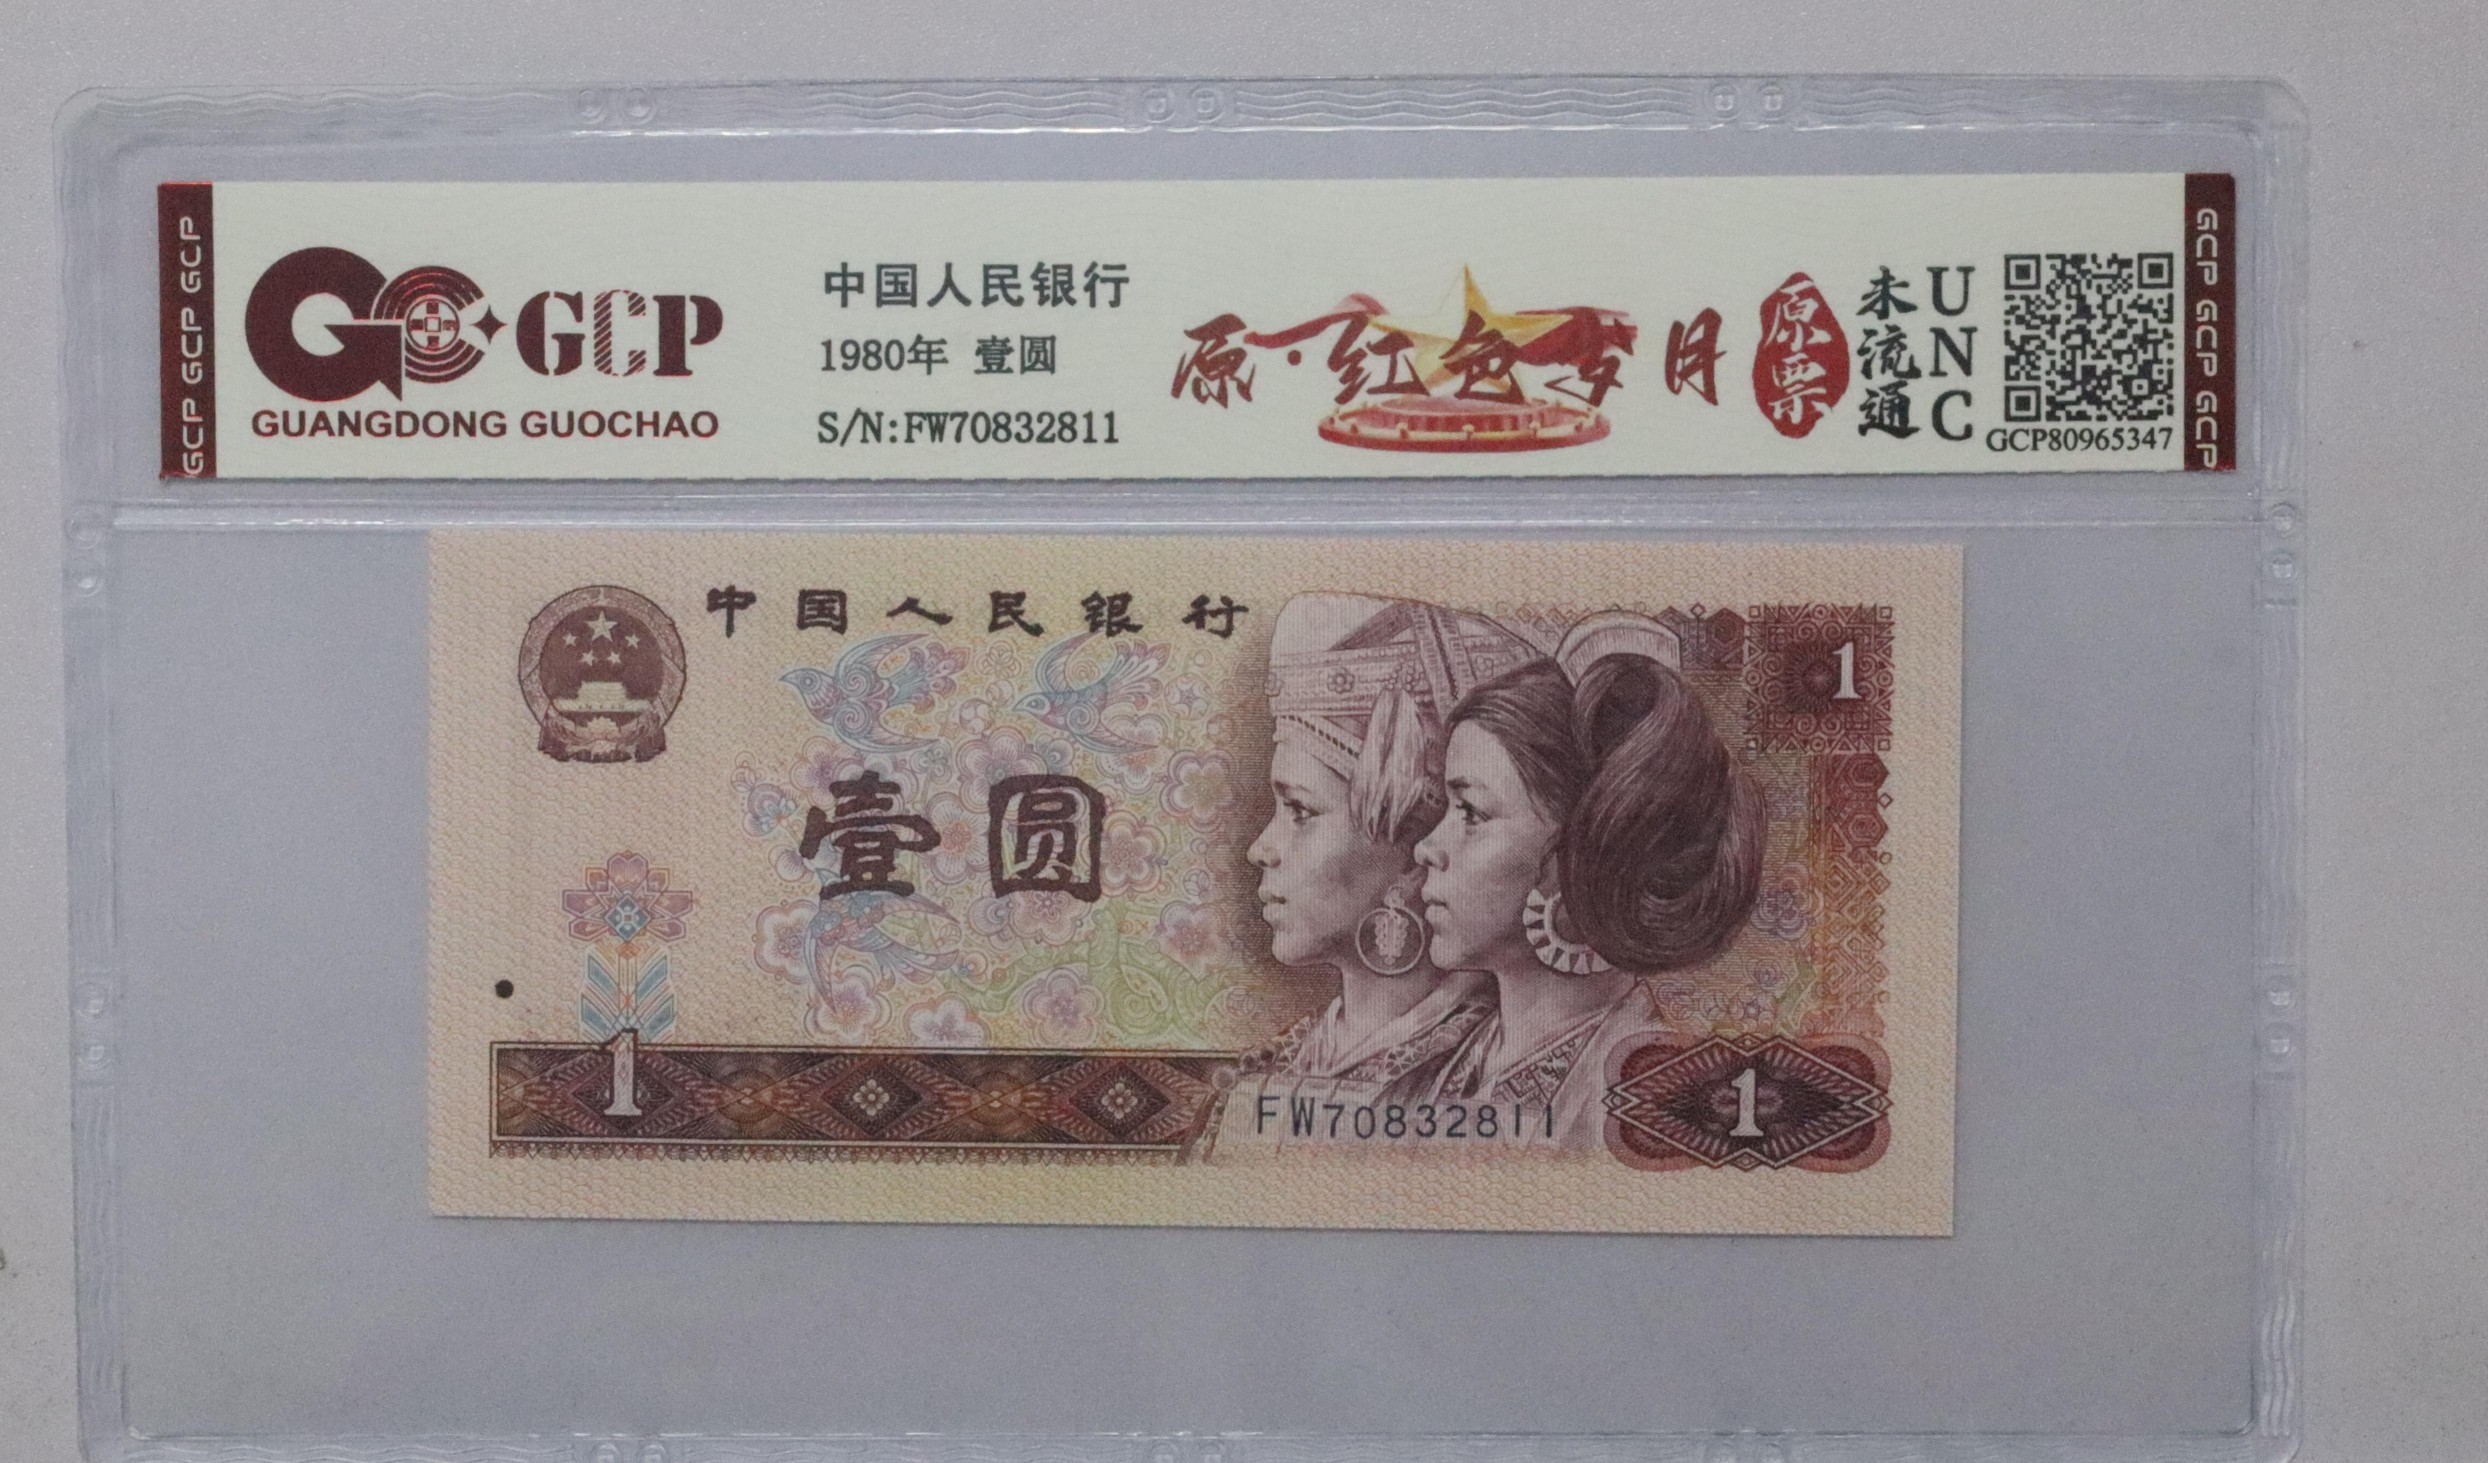 GCP GCP GCP
GCP
GUANGDONG GUOCHAO
中国人民银行
1980年 壹圆
S/N:FW70832811
原·红色岁月
原票
未流通
UNC
GCP80965347
GCP GCP GCP
中国人民银行
1
壹圆
1
FW70832811
1